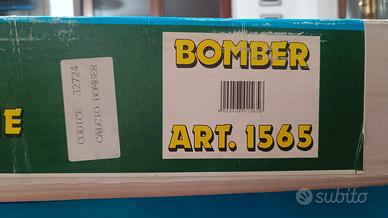 BOMBER
CODICE 32724
CALCIO BOMBER
E
ART. 1565
subito